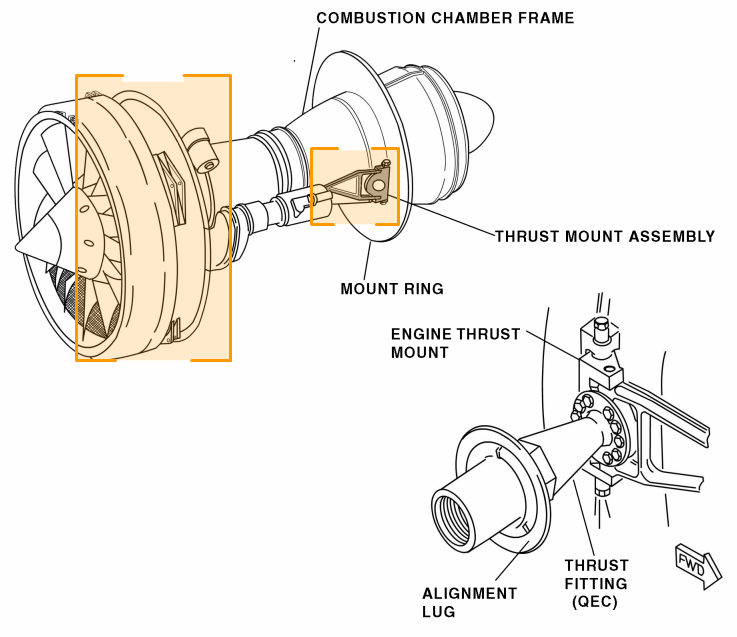 COMBUSTION CHAMBER FRAME
THRUST MOUNT ASSEMBLY
MOUNT RING
ENGINE THRUST
MOUNT
THRUST
FITTING
(QEC)
ALIGNMENT
LUG
FWD